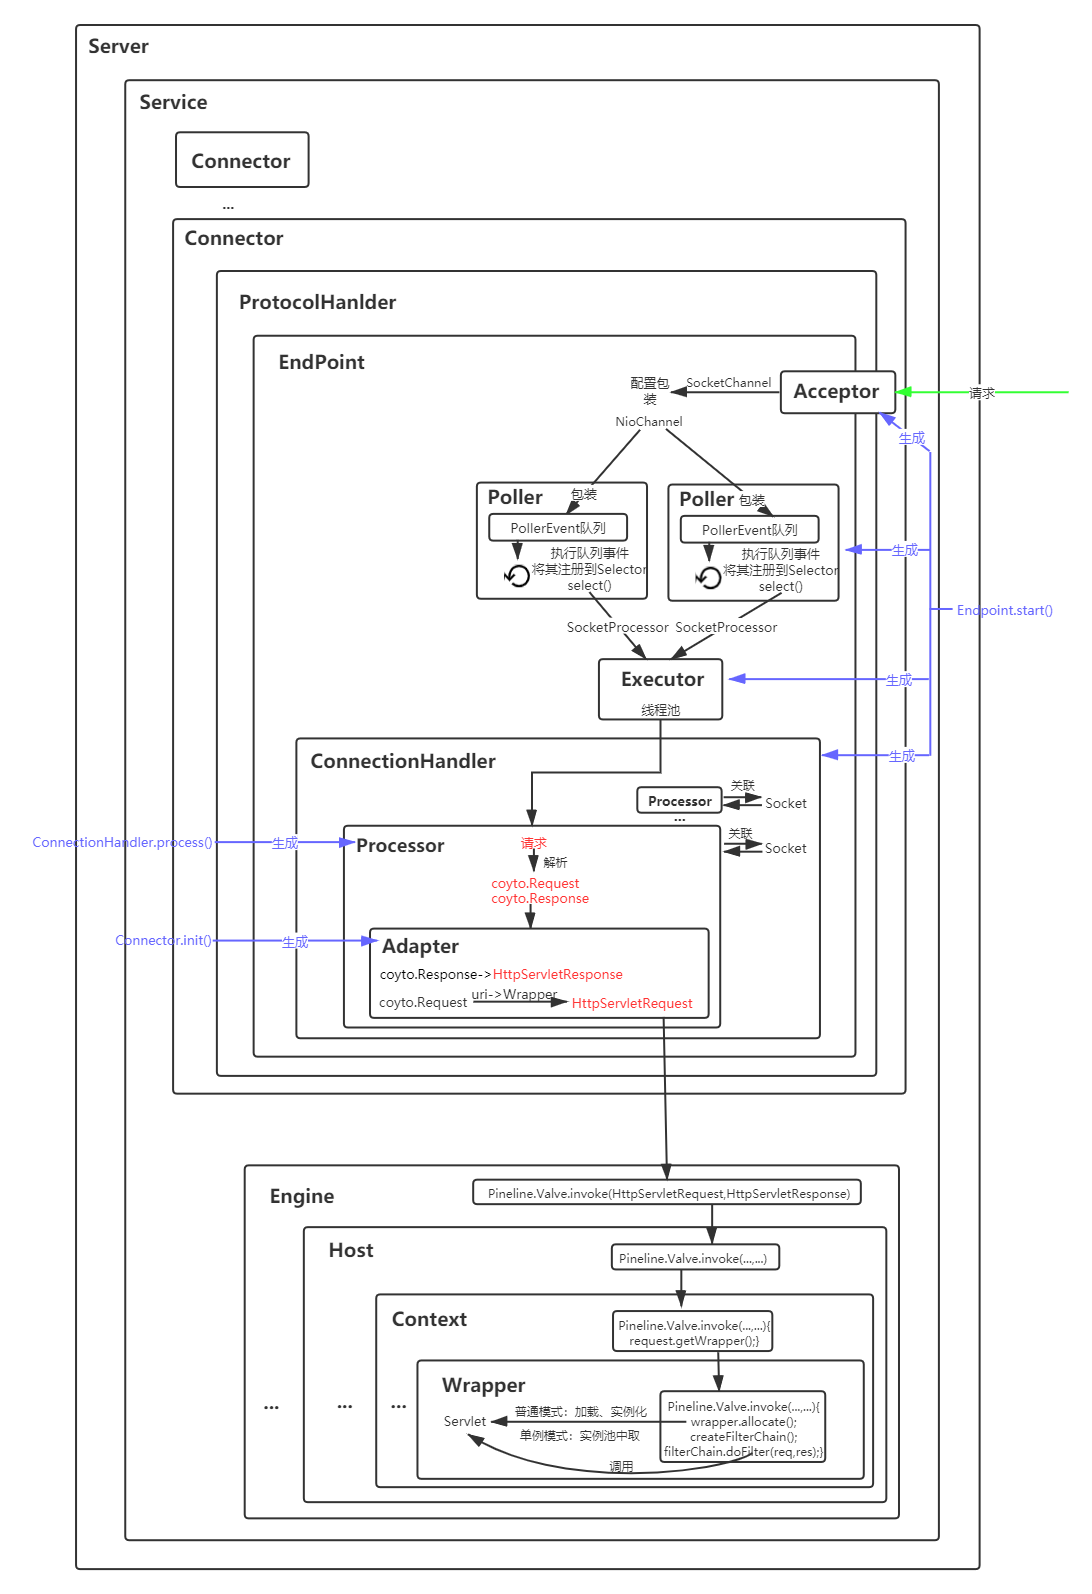 Server
Service
Connector
...
Connector
ProtocolHanlder
EndPoint
配置包
装
SocketChannel
Acceptor
请求
NioChannel
生成
Poller
包装
PollerEvent队列
执行队列事件
将其注册到Selector
select()
Poller
包装
PollerEvent队列
执行队列事件
将其注册到Selector
select()
生成
Endpoint.start()
SocketProcessor
SocketProcessor
Executor
线程池
生成
ConnectionHandler
生成
Processor
关联
Socket
...
ConnectionHandler.process()
生成
Processor
请求
解析
关联
Socket
coyto.Request
coyto.Response
Connector.init()
生成
Adapter
coyto.Response->HttpServletResponse
coyto.Request
uri->Wrapper
HttpServletRequest
Engine
Pineline.Valve.invoke(HttpServletRequest,HttpServletResponse)
Host
Pineline.Valve.invoke(...,...)
Context
Pineline.Valve.invoke(...,...){
request.getWrapper();}
Wrapper
...
...
...
Servlet
普通模式：加载、实例化
单例模式：实例池中取
调用
Pineline.Valve.invoke(...,...){
wrapper.allocate();
createFilterChain();
filterChain.doFilter(req,res);}